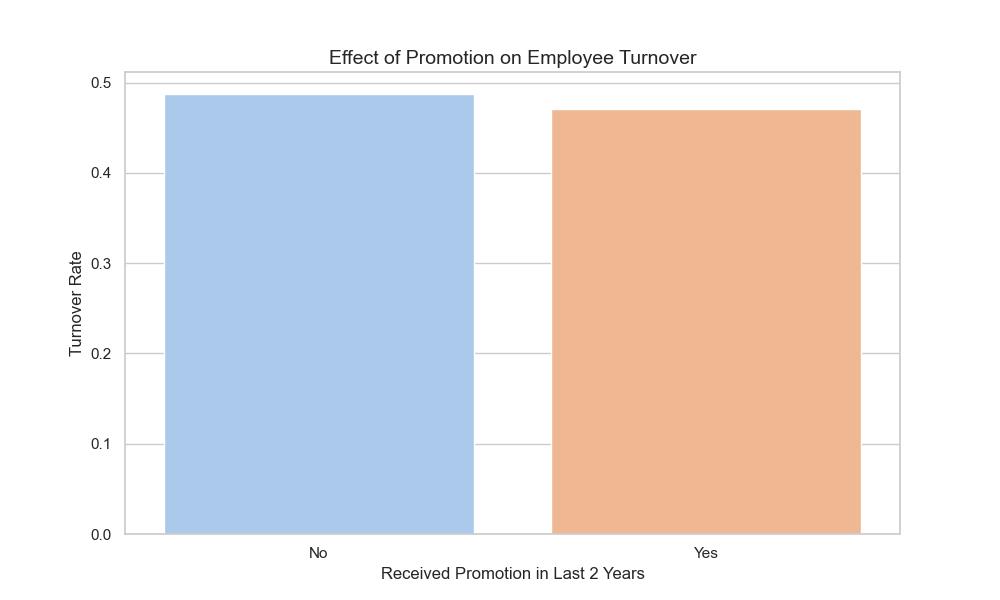 Effect of Promotion on Employee Turnover
0.5
0.4
0.3
0.2
0.1
0.0
Turnover Rate
No Yes
Received Promotion in Last 2 Years